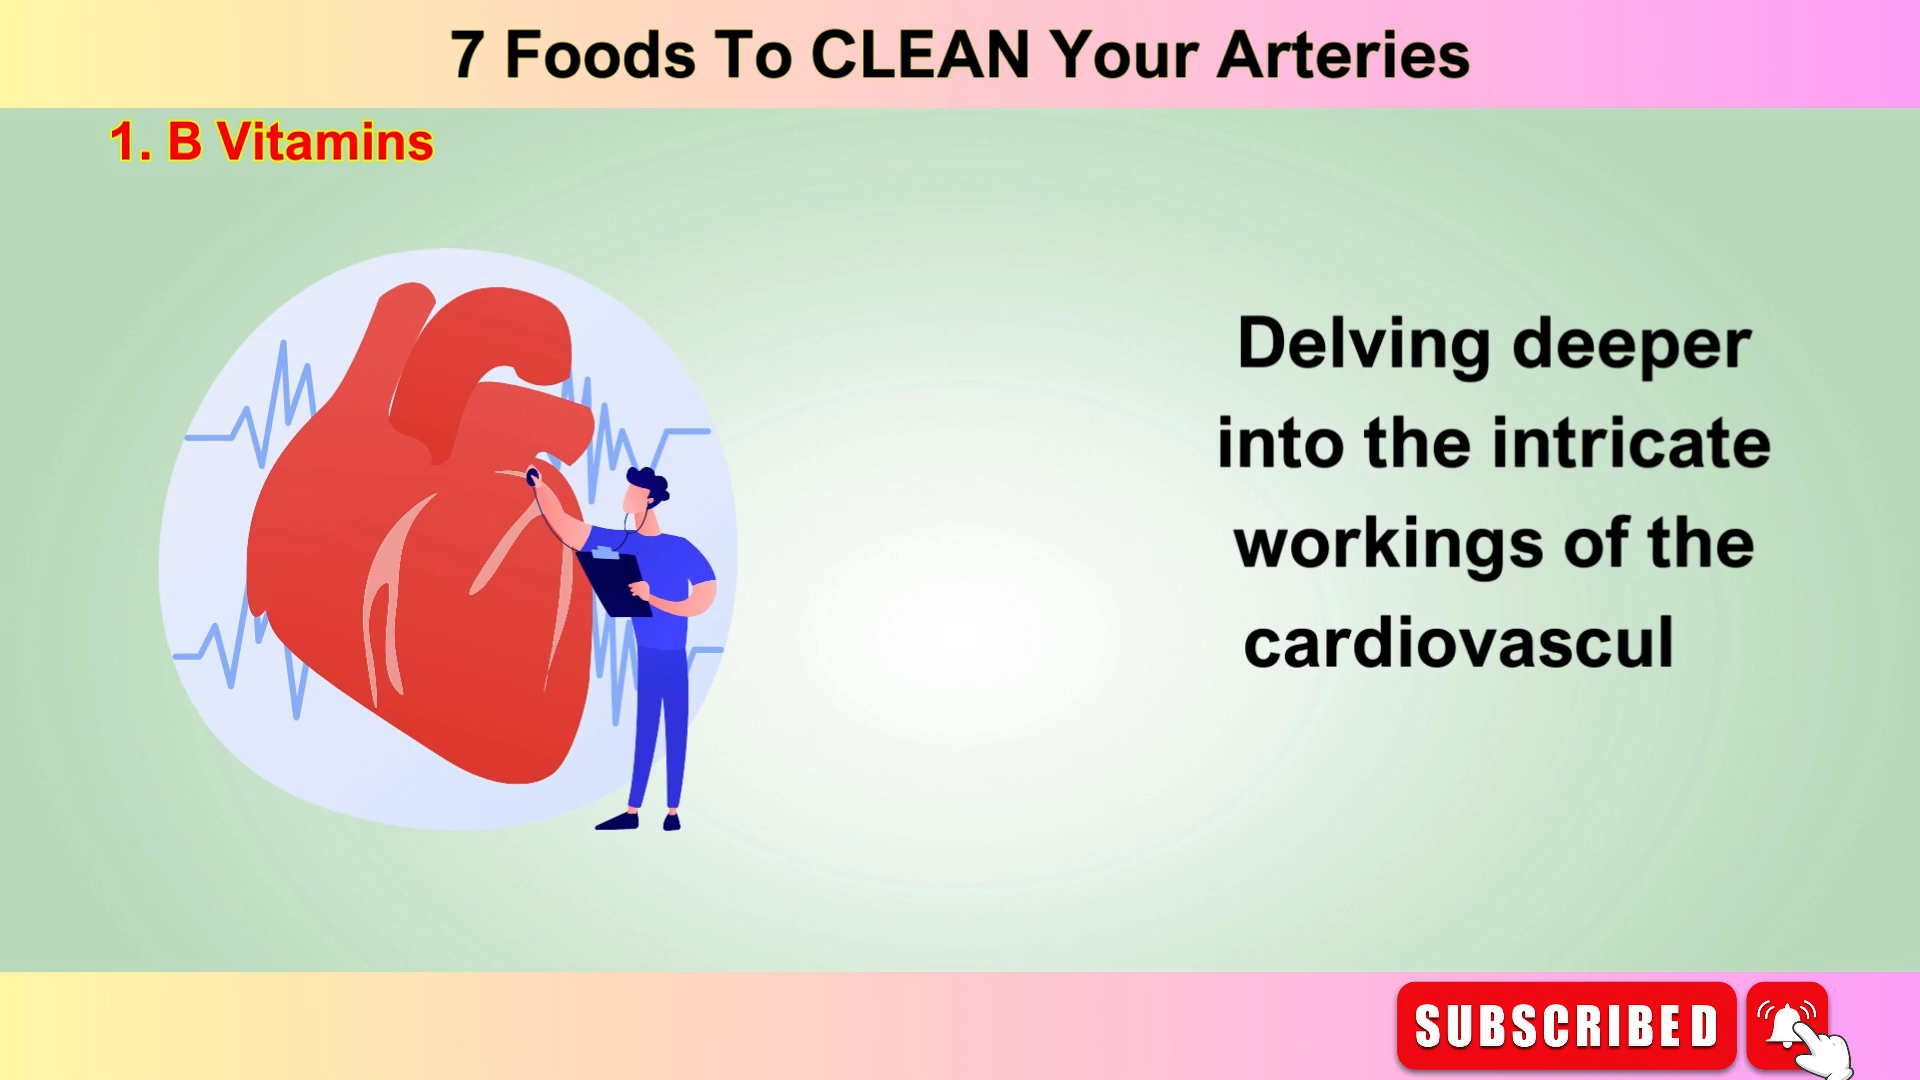 7 Foods To CLEAN Your Arteries
1. B Vitamins
Delving deeper
into the intricate
workings of the
cardiovascul
SUBSCRIBED